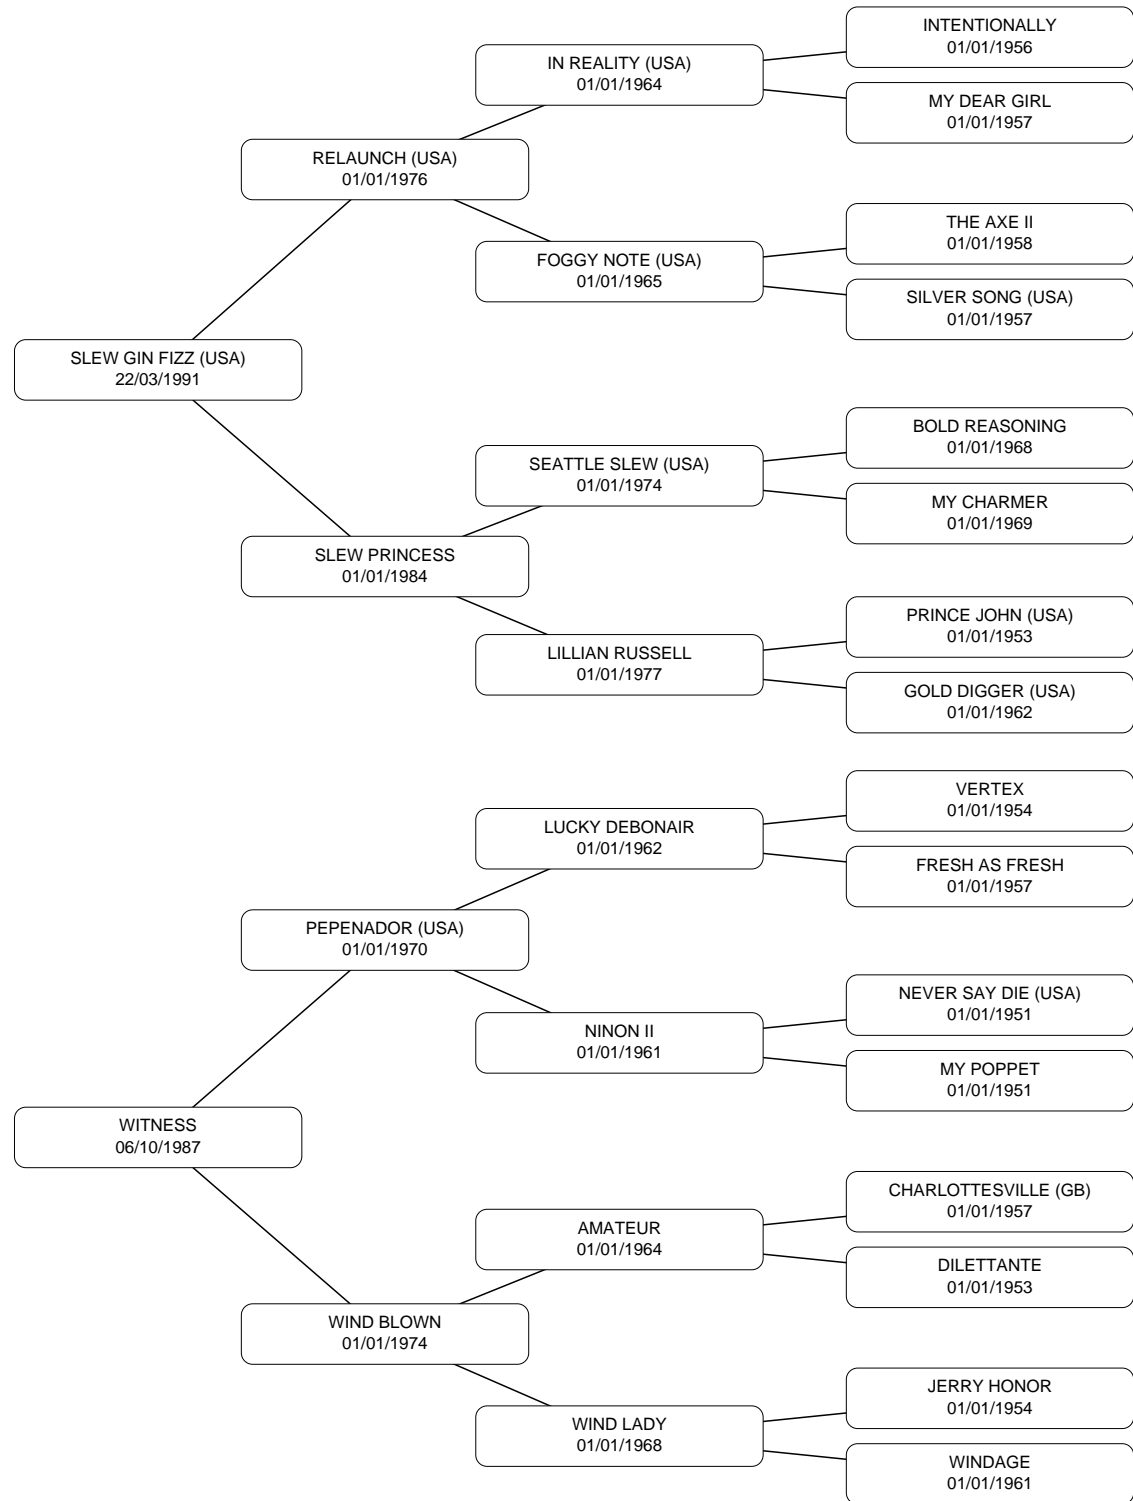 INTENTIONALLY
01/01/1956
IN REALITY (USA)
01/01/1964
MY DEAR GIRL
01/01/1957
RELAUNCH (USA)
01/01/1976
THE AXE II
01/01/1958
FOGGY NOTE (USA)
01/01/1965
SILVER SONG (USA)
01/01/1957
SLEW GIN FIZZ (USA)
22/03/1991
BOLD REASONING
01/01/1968
SEATTLE SLEW (USA)
01/01/1974
MY CHARMER
01/01/1969
SLEW PRINCESS
01/01/1984
PRINCE JOHN (USA)
01/01/1953
LILLIAN RUSSELL
01/01/1977
GOLD DIGGER (USA)
01/01/1962
VERTEX
01/01/1954
LUCKY DEBONAIR
01/01/1962
FRESH AS FRESH
01/01/1957
PEPENADOR (USA)
01/01/1970
NEVER SAY DIE (USA)
01/01/1951
NINON II
01/01/1961
MY POPPET
01/01/1951
WITNESS
06/10/1987
CHARLOTTESVILLE (GB)
01/01/1957
AMATEUR
01/01/1964
DILETTANTE
01/01/1953
WIND BLOWN
01/01/1974
JERRY HONOR
01/01/1954
WIND LADY
01/01/1968
WINDAGE
01/01/1961